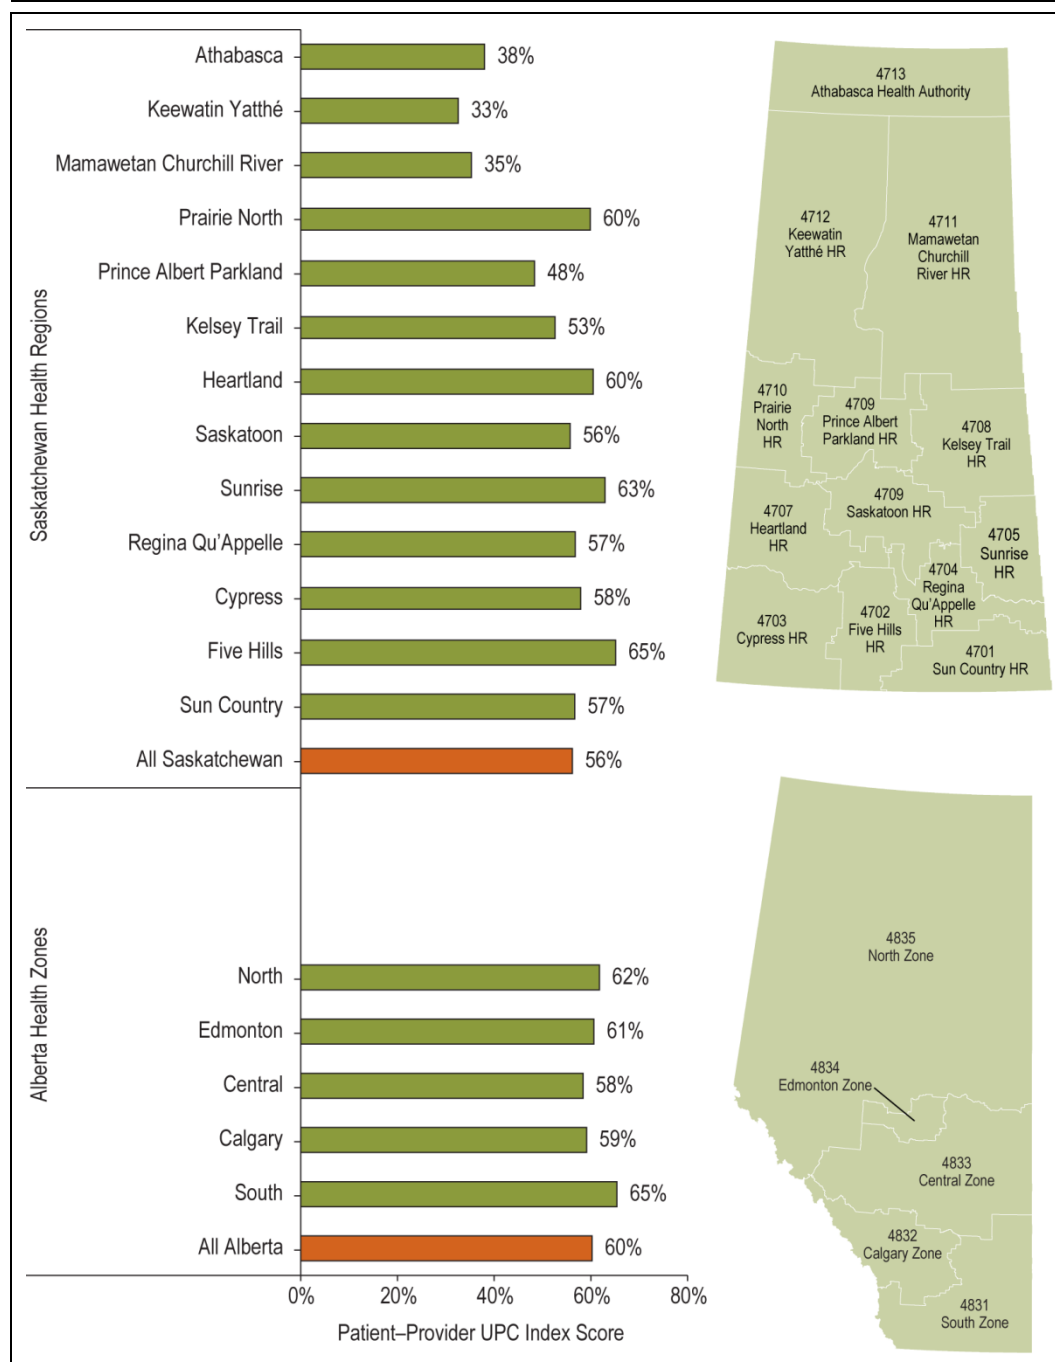 Saskatchewan Health Regions
Athabasca 38%
Keewatin Yatthé 33%
Mamawetan Churchill River 35%
Prairie North 60%
Prince Albert Parkland 48%
Kelsey Trail 53%
Heartland 60%
Saskatoon 56%
Sunrise 63%
Regina Qu'Appelle 57%
Cypress 58%
Five Hills 65%
Sun Country 57%
All Saskatchewan 56%
Alberta Health Zones
North 62%
Edmonton 61%
Central 58%
Calgary 59%
South 65%
All Alberta 60%
0% 20% 40% 60% 80%
Patient–Provider UPC Index Score
4713
Athabasca Health Authority
4712
Keewatin
Yatthé HR
4711
Mamawetan
Churchill
River HR
4710
Prairie
North
HR
4709
Prince Albert
Parkland HR
4708
Kelsey Trail
HR
4707
Heartland
HR
4709
Saskatoon HR
4705
Sunrise
HR
4704
Regina
Qu'Appelle
HR
4703
Cypress HR
4702
Five Hills
HR
4701
Sun Country HR
4835
North Zone
4834
Edmonton Zone
4833
Central Zone
4832
Calgary Zone
4831
South Zone